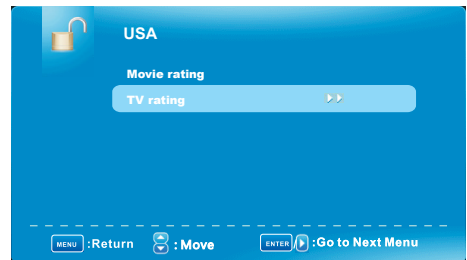 USA
Movie rating
TV rating
MENU :Return : Move ENTER / :Go to Next Menu